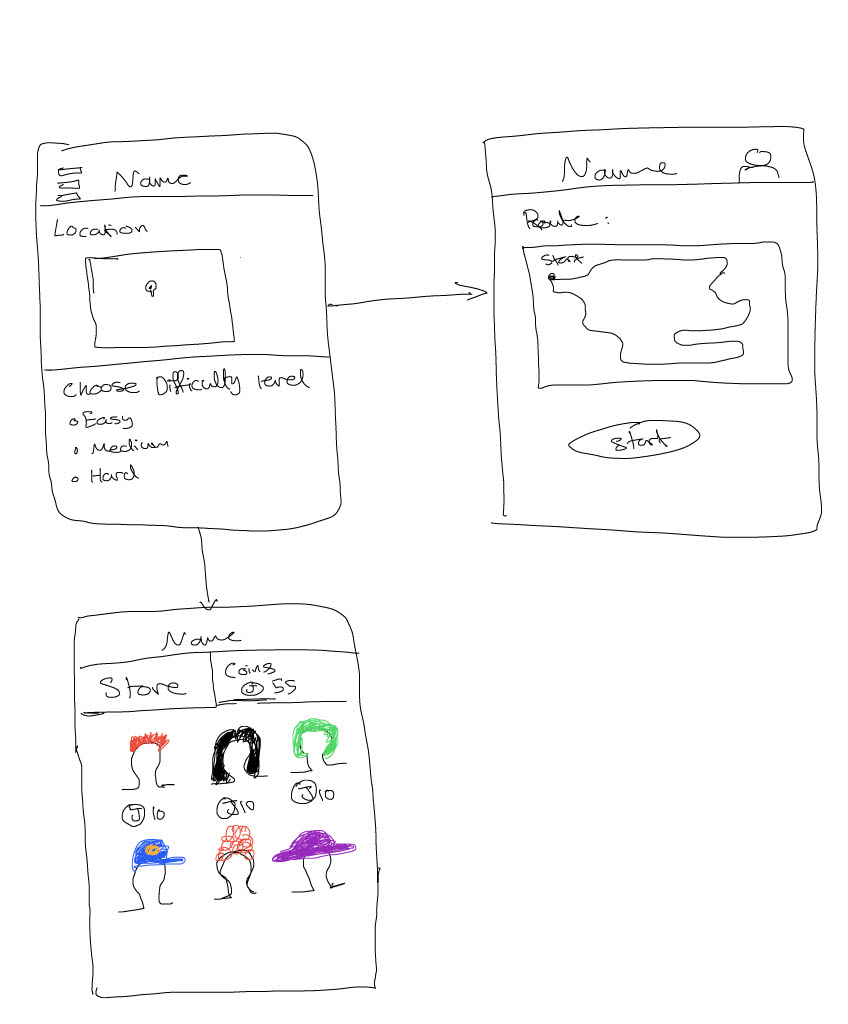 Name
Location
Choose Difficulty level
Easy
Medium
Hard
Name
Route:
Start
Start
Name
Store
Coins
J 55
J 10
J 10
J 10